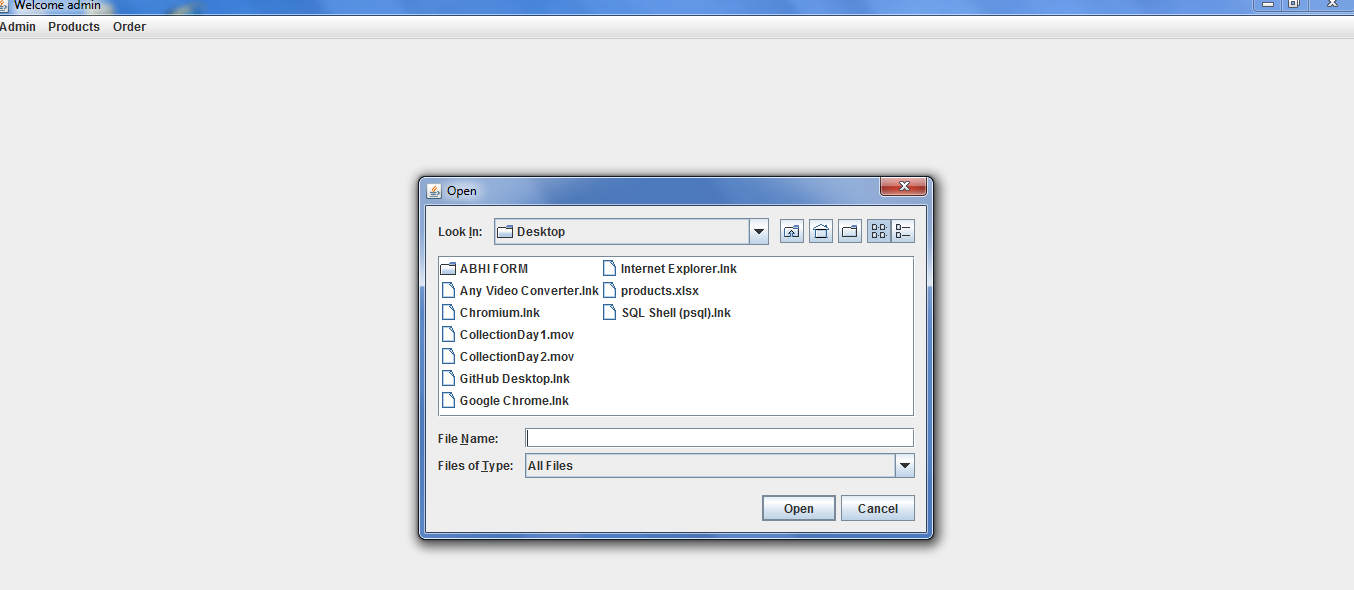 Welcome admin
Admin Products Order
Open
Look In: Desktop
ABHI FORM
Any Video Converter.lnk
Chromium.lnk
CollectionDay1.mov
CollectionDay2.mov
GitHub Desktop.lnk
Google Chrome.lnk
Internet Explorer.lnk
products.xlsx
SQL Shell (psql).lnk
File Name:
Files of Type: All Files
Open Cancel